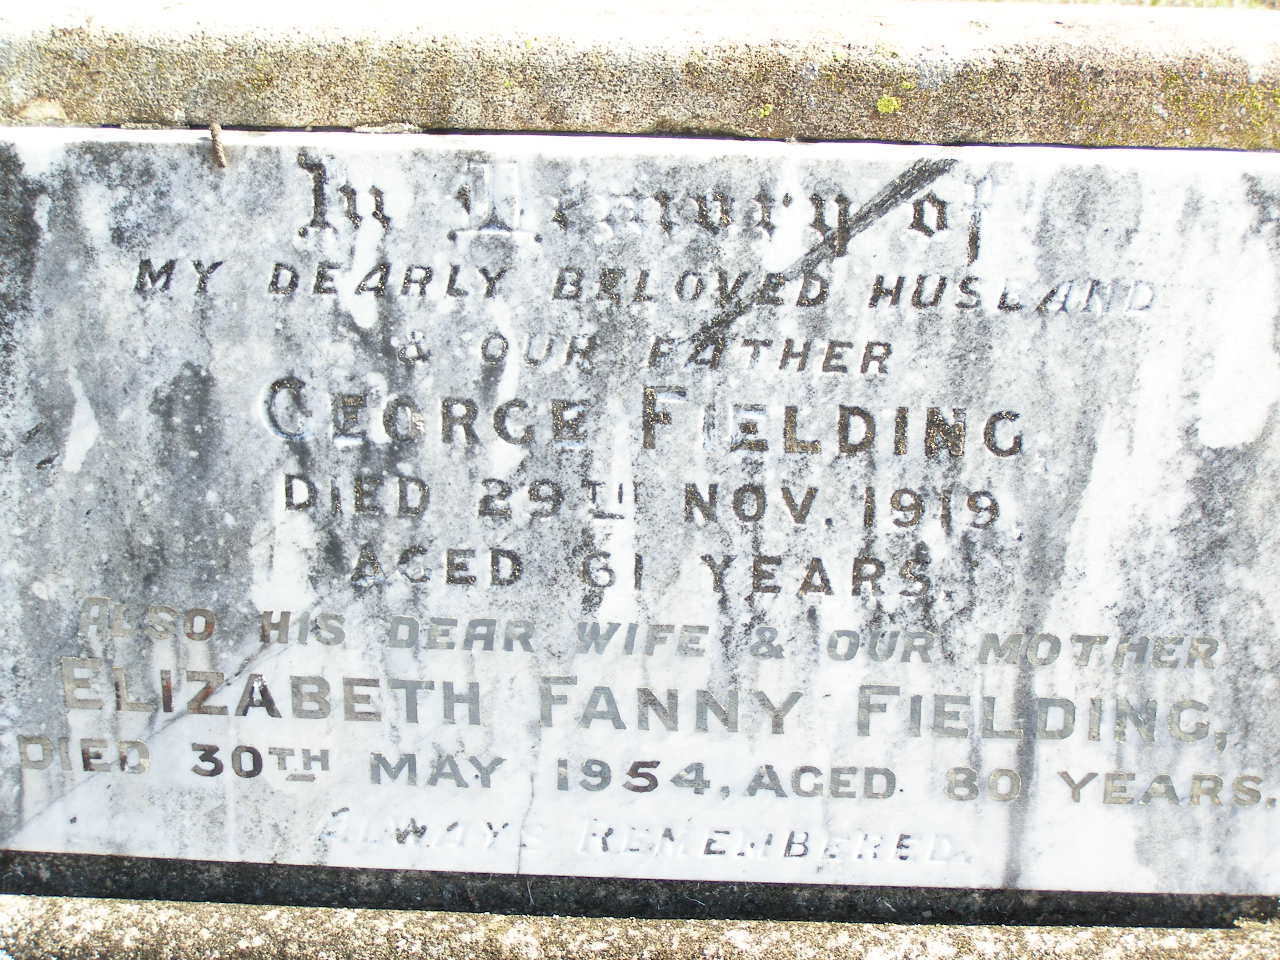 In Memory of
MY DEARLY BELOVED HUSBAND
& OUR FATHER
GEORGE FIELDING
DIED 29TH NOV. 1919.
AGED 61 YEARS.
ALSO HIS DEAR WIFE & OUR MOTHER
ELIZABETH FANNY FIELDING,
DIED 30TH MAY 1954, AGED 80 YEARS.
ALWAYS REMEMBERED.